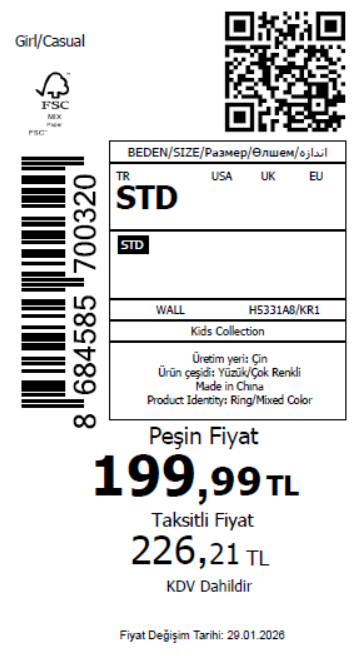 Girl/Casual
FSC
MIX
Paper
FSC™
8 684585 700320
BEDEN/SIZE/Размер/Өлшем/اندازه
TR USA UK EU
STD
STD
WALL H5331A8/KR1
Kids Collection
Üretim yeri: Çin
Ürün çeşidi: Yüzük/Çok Renkli
Made in China
Product Identity: Ring/Mixed Color
Peşin Fiyat
199,99 TL
Taksitli Fiyat
226,21 TL
KDV Dahildir
Fiyat Değişim Tarihi: 29.01.2026